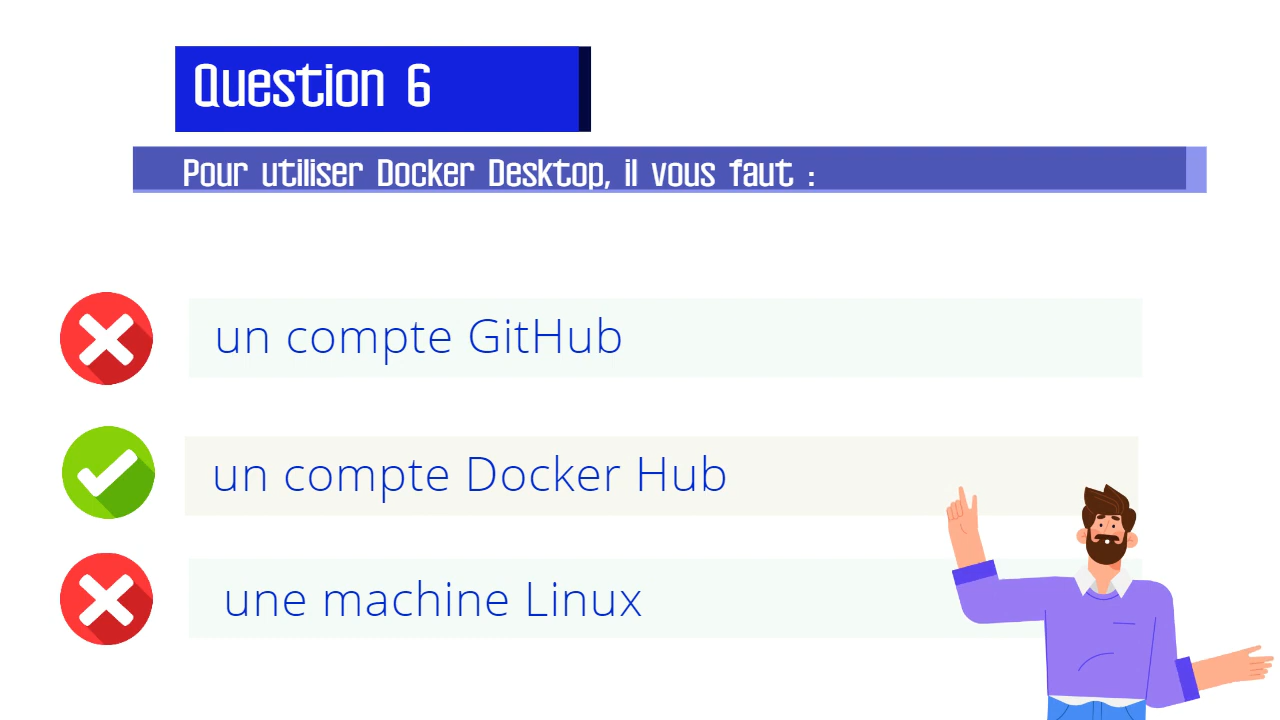 Question 6
Pour utiliser Docker Desktop, il vous faut :
un compte GitHub
un compte Docker Hub
une machine Linux